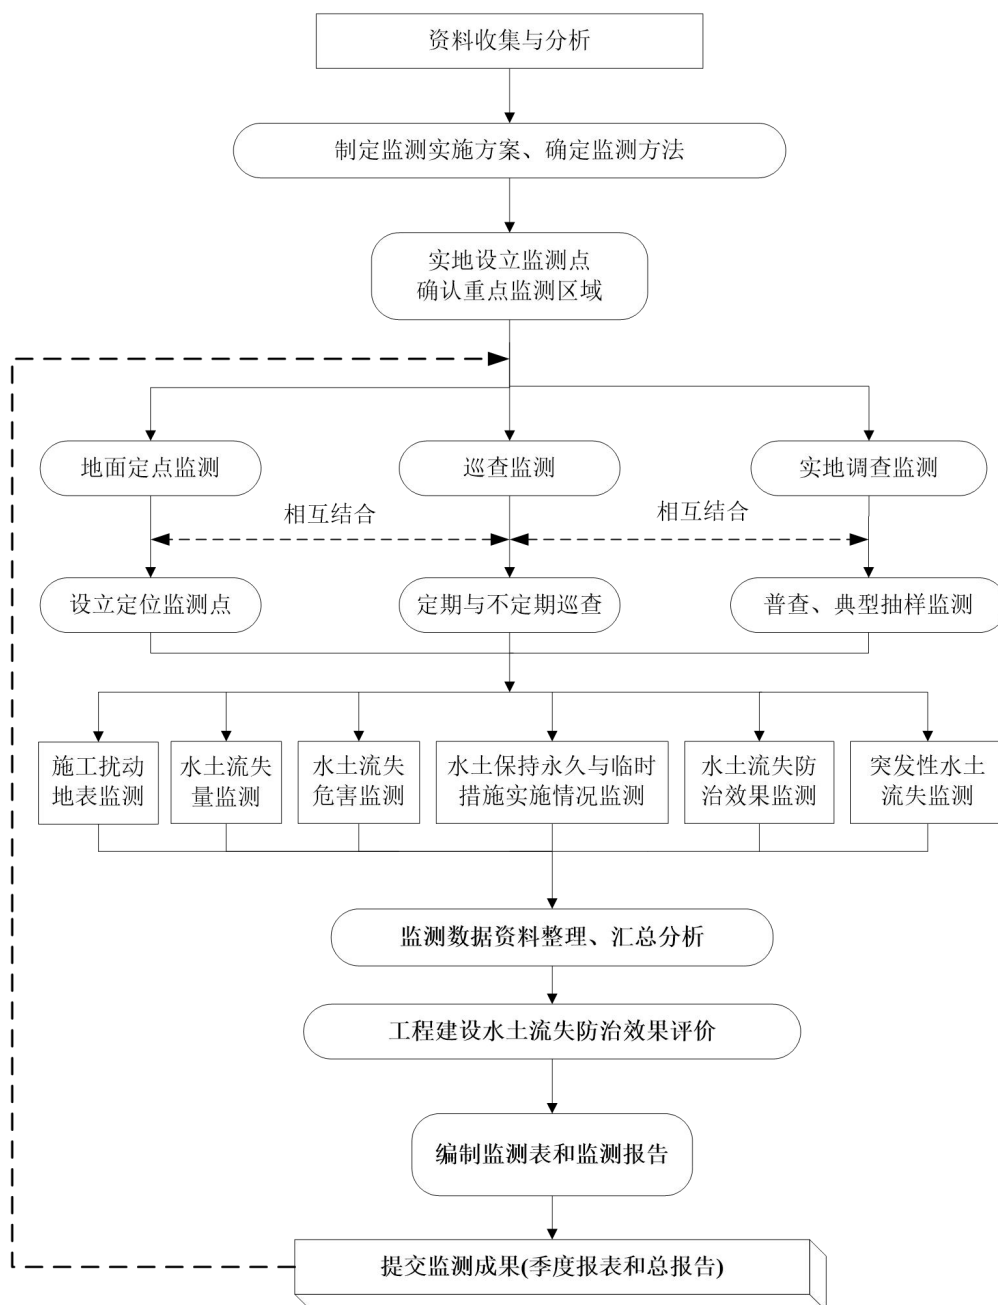 资料收集与分析
制定监测实施方案、确定监测方法
实地设立监测点
确认重点监测区域
地面定点监测
巡查监测
实地调查监测
相互结合
相互结合
设立定位监测点
定期与不定期巡查
普查、典型抽样监测
施工扰动
地表监测
水土流失
量监测
水土流失
危害监测
水土保持永久与临时
措施实施情况监测
水土流失防
治效果监测
突发性水土
流失监测
监测数据资料整理、汇总分析
工程建设水土流失防治效果评价
编制监测表和监测报告
提交监测成果(季度报表和总报告)